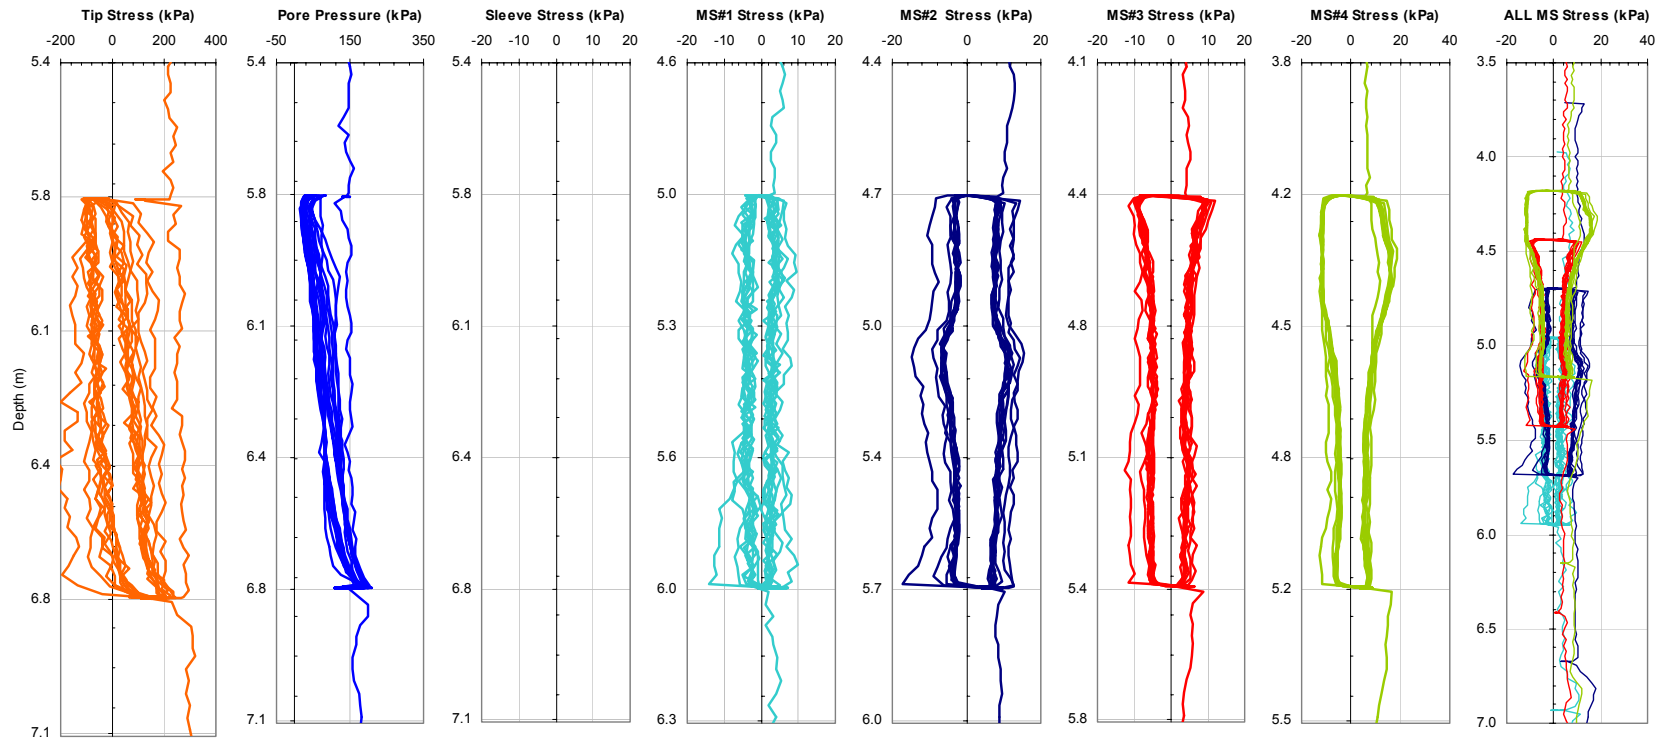 Tip Stress (kPa)
-200 0 200 400
Pore Pressure (kPa)
-50 150 350
Sleeve Stress (kPa)
-20 -10 0 10 20
MS#1 Stress (kPa)
-20 -10 0 10 20
MS#2 Stress (kPa)
-20 0 20
MS#3 Stress (kPa)
-20 -10 0 10 20
MS#4 Stress (kPa)
-20 0 20 40
ALL MS Stress (kPa)
-20 0 20 40
Depth (m)
5.4
5.8
6.1
6.4
6.8
7.1
5.4
5.8
6.1
6.4
6.8
7.1
5.4
5.8
6.1
6.4
6.8
7.1
4.6
5.0
5.3
5.6
6.0
6.3
4.4
4.7
5.0
5.4
5.7
6.0
4.1
4.4
4.8
5.1
5.4
5.8
3.8
4.2
4.5
4.8
5.2
5.5
3.5
4.0
4.5
5.0
5.5
6.0
6.5
7.0